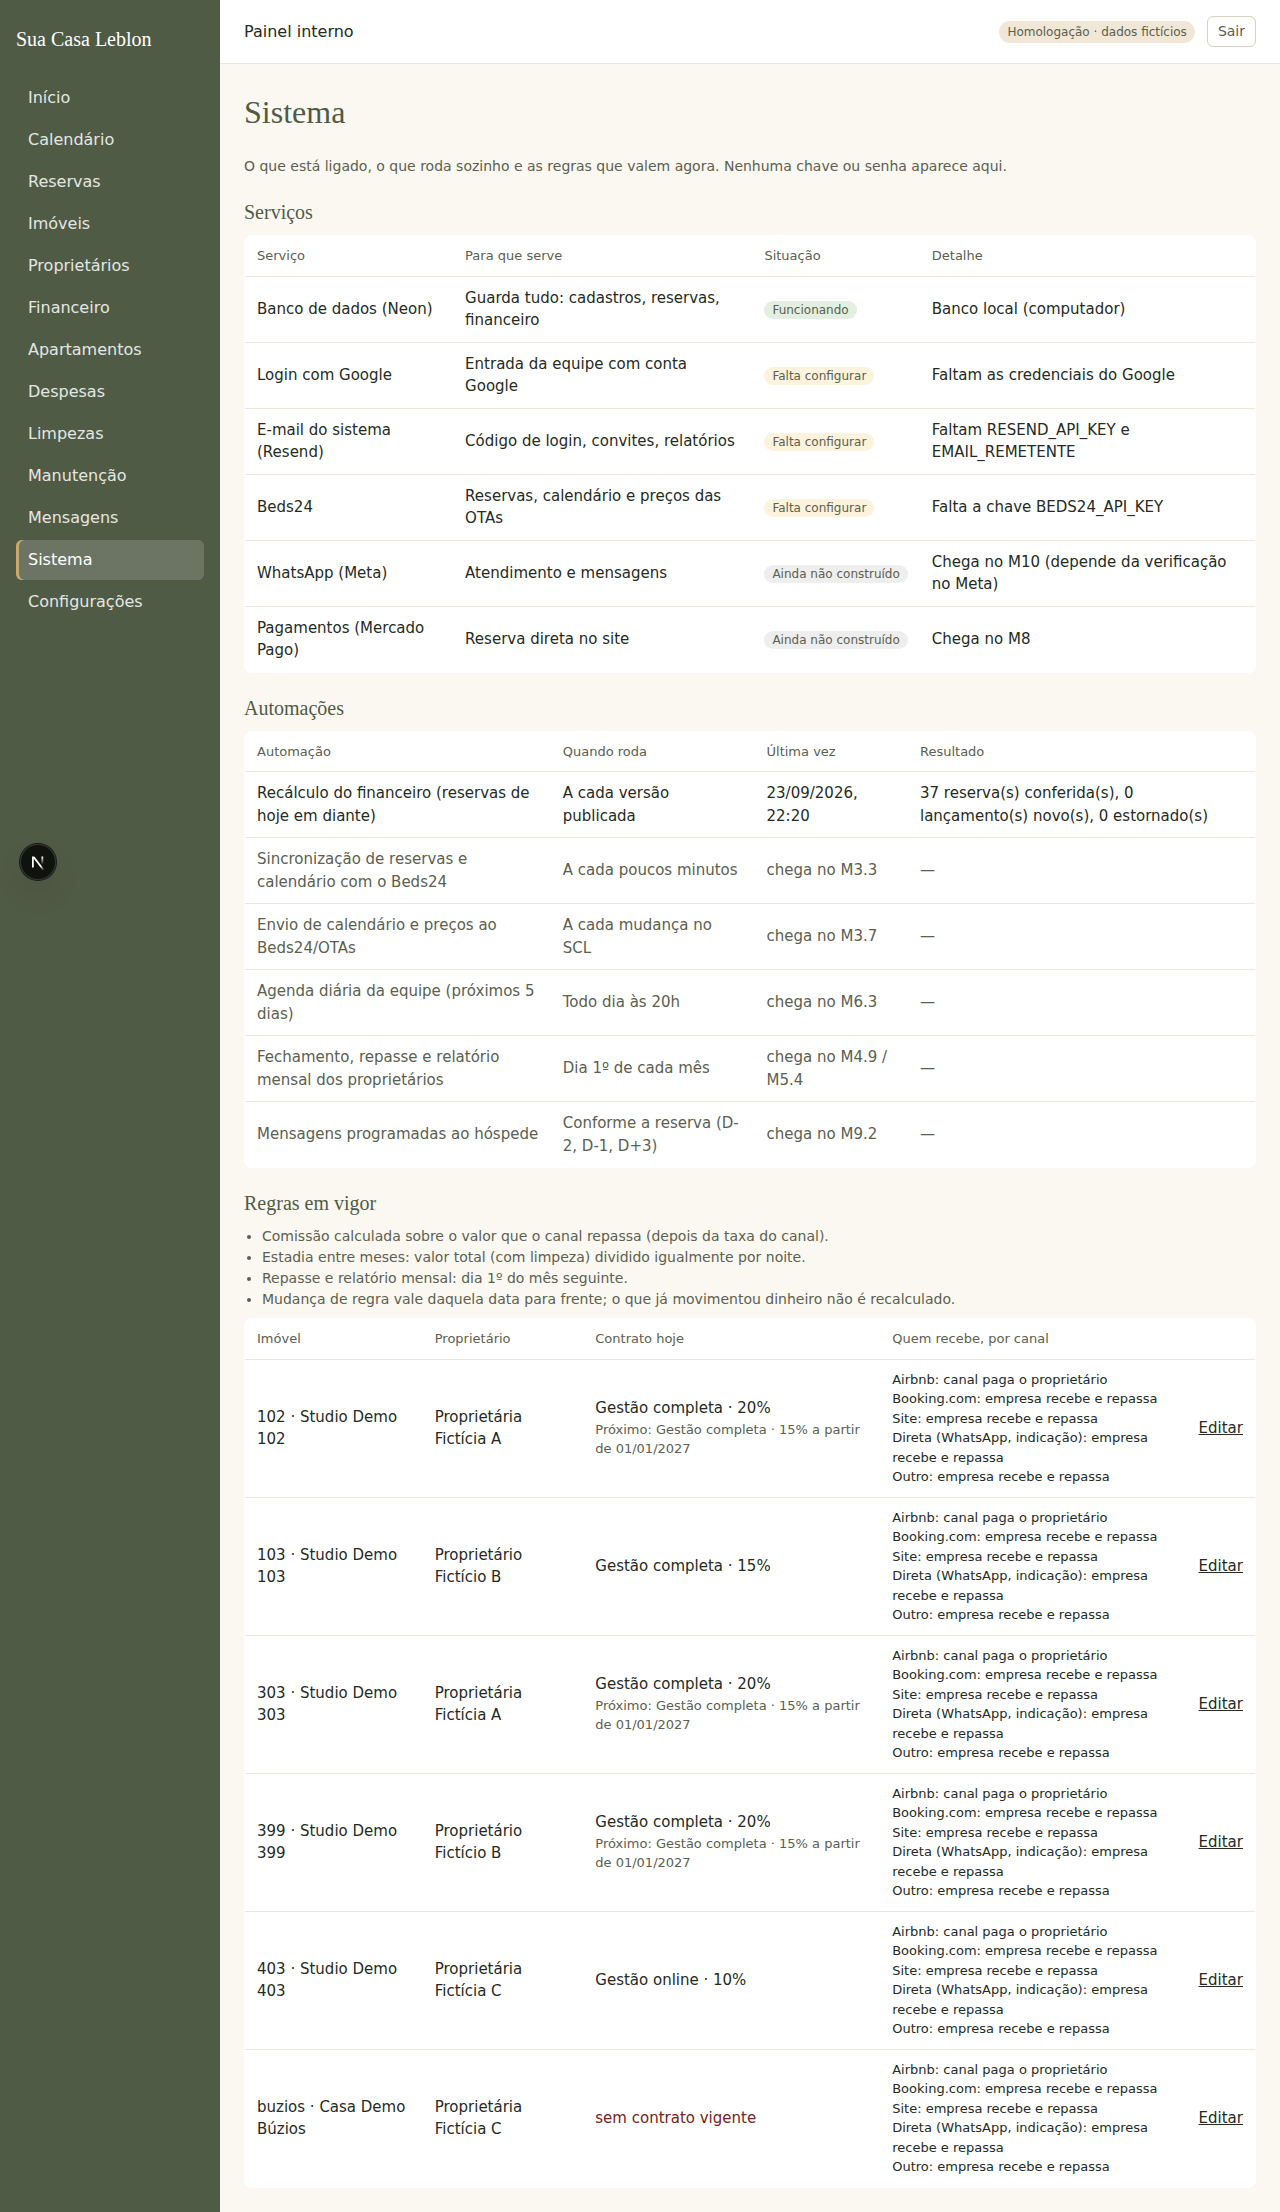 Sua Casa Leblon
Início
Calendário
Reservas
Imóveis
Proprietários
Financeiro
Apartamentos
Despesas
Limpezas
Manutenção
Mensagens
Sistema
Configurações
N
Painel interno
Homologação · dados fictícios
Sair
Sistema
O que está ligado, o que roda sozinho e as regras que valem agora. Nenhuma chave ou senha aparece aqui.
Serviços
Serviço Para que serve Situação Detalhe
Banco de dados (Neon)
Guarda tudo: cadastros, reservas,
financeiro
Funcionando
Banco local (computador)
Login com Google
Entrada da equipe com conta
Google
Falta configurar
Faltam as credenciais do Google
E-mail do sistema
(Resend)
Código de login, convites, relatórios
Falta configurar
Faltam RESEND_API_KEY e
EMAIL_REMETENTE
Beds24
Reservas, calendário e preços das
OTAs
Falta configurar
Falta a chave BEDS24_API_KEY
WhatsApp (Meta)
Atendimento e mensagens
Ainda não construído
Chega no M10 (depende da verificação
no Meta)
Pagamentos (Mercado
Pago)
Reserva direta no site
Ainda não construído
Chega no M8
Automações
Automação Quando roda Última vez Resultado
Recálculo do financeiro (reservas de
hoje em diante)
A cada versão
publicada
23/09/2026,
22:20
37 reserva(s) conferida(s), 0
lançamento(s) novo(s), 0 estornado(s)
Sincronização de reservas e
calendário com o Beds24
A cada poucos minutos
chega no M3.3
—
Envio de calendário e preços ao
Beds24/OTAs
A cada mudança no
SCL
chega no M3.7
—
Agenda diária da equipe (próximos 5
dias)
Todo dia às 20h
chega no M6.3
—
Fechamento, repasse e relatório
mensal dos proprietários
Dia 1º de cada mês
chega no M4.9 /
M5.4
—
Mensagens programadas ao hóspede
Conforme a reserva (D-
2, D-1, D+3)
chega no M9.2
—
Regras em vigor
• Comissão calculada sobre o valor que o canal repassa (depois da taxa do canal).
• Estadia entre meses: valor total (com limpeza) dividido igualmente por noite.
• Repasse e relatório mensal: dia 1º do mês seguinte.
• Mudança de regra vale daquela data para frente; o que já movimentou dinheiro não é recalculado.
Imóvel Proprietário Contrato hoje Quem recebe, por canal
102 · Studio Demo
102
Proprietária
Fictícia A
Gestão completa · 20%
Próximo: Gestão completa · 15% a partir
de 01/01/2027
Airbnb: canal paga o proprietário
Booking.com: empresa recebe e repassa
Site: empresa recebe e repassa
Direta (WhatsApp, indicação): empresa
recebe e repassa
Outro: empresa recebe e repassa
Editar
103 · Studio Demo
103
Proprietário
Fictício B
Gestão completa · 15%
Airbnb: canal paga o proprietário
Booking.com: empresa recebe e repassa
Site: empresa recebe e repassa
Direta (WhatsApp, indicação): empresa
recebe e repassa
Outro: empresa recebe e repassa
Editar
303 · Studio Demo
303
Proprietária
Fictícia A
Gestão completa · 20%
Próximo: Gestão completa · 15% a partir
de 01/01/2027
Airbnb: canal paga o proprietário
Booking.com: empresa recebe e repassa
Site: empresa recebe e repassa
Direta (WhatsApp, indicação): empresa
recebe e repassa
Outro: empresa recebe e repassa
Editar
399 · Studio Demo
399
Proprietário
Fictício B
Gestão completa · 20%
Próximo: Gestão completa · 15% a partir
de 01/01/2027
Airbnb: canal paga o proprietário
Booking.com: empresa recebe e repassa
Site: empresa recebe e repassa
Direta (WhatsApp, indicação): empresa
recebe e repassa
Outro: empresa recebe e repassa
Editar
403 · Studio Demo
403
Proprietária
Fictícia C
Gestão online · 10%
Airbnb: canal paga o proprietário
Booking.com: empresa recebe e repassa
Site: empresa recebe e repassa
Direta (WhatsApp, indicação): empresa
recebe e repassa
Outro: empresa recebe e repassa
Editar
buzios · Casa Demo
Búzios
Proprietária
Fictícia C
sem contrato vigente
Airbnb: canal paga o proprietário
Booking.com: empresa recebe e repassa
Site: empresa recebe e repassa
Direta (WhatsApp, indicação): empresa
recebe e repassa
Outro: empresa recebe e repassa
Editar